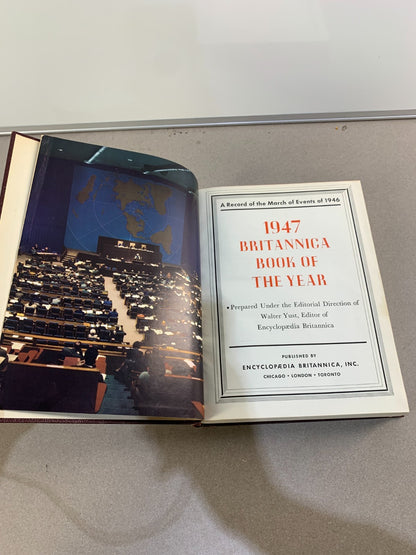 A Record of the March of Events of 1946
1947
BRITANNICA
BOOK OF
THE YEAR
• Prepared Under the Editorial Direction of
Walter Yust, Editor of
Encyclopædia Britannica
PUBLISHED BY
ENCYCLOPÆDIA BRITANNICA, INC.
CHICAGO • LONDON • TORONTO